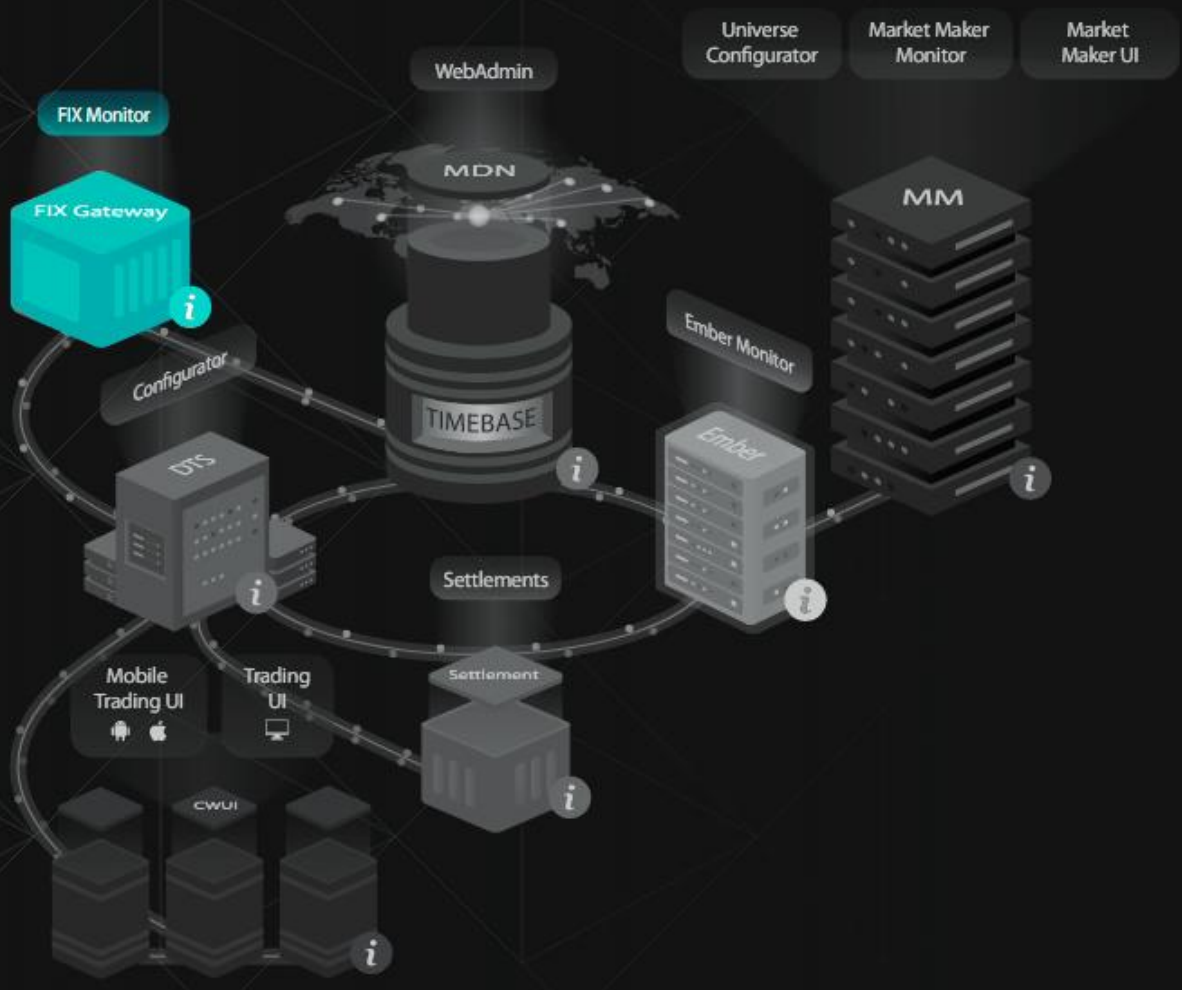 Universe
Configurator
Market Maker
Monitor
Market
Maker UI
WebAdmin
FIX Monitor
MDN
MM
FIX Gateway
i
Ember Monitor
Configurator
TIMEBASE
Ember
DTS
i
i
Settlements
i
Settlement
Mobile
Trading UI
Trading
UI
CWUI
i
i